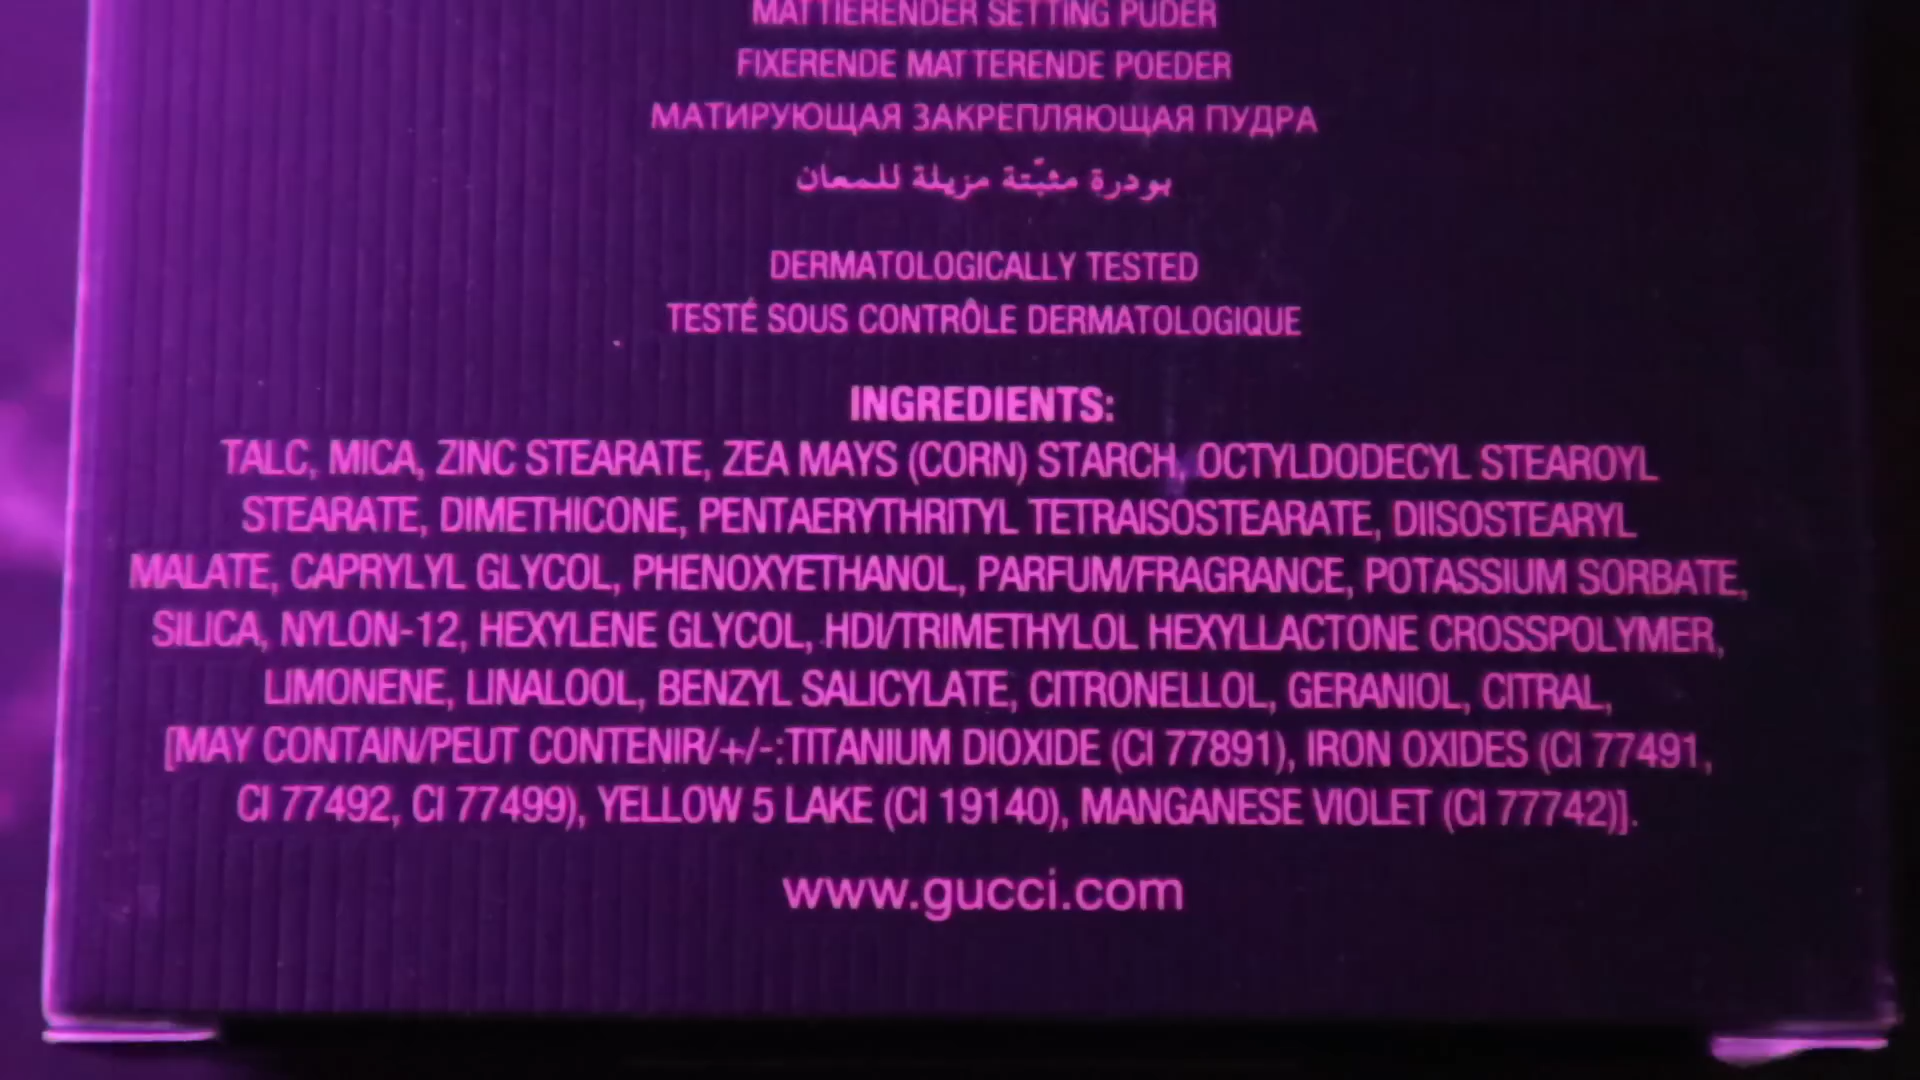 MATTIERENDER SETTING PUDER
FIXERENDE MATTERENDE POEDER
МАТИРУЮЩАЯ ЗАКРЕПЛЯЮЩАЯ ПУДРА
بودرة مثبّتة مزيلة للمعان
DERMATOLOGICALLY TESTED
TESTÉ SOUS CONTRÔLE DERMATOLOGIQUE
INGREDIENTS:
TALC, MICA, ZINC STEARATE, ZEA MAYS (CORN) STARCH, OCTYLDODECYL STEAROYL
STEARATE, DIMETHICONE, PENTAERYTHRITYL TETRAISOSTEARATE, DIISOSTEARYL
MALATE, CAPRYLYL GLYCOL, PHENOXYETHANOL, PARFUM/FRAGRANCE, POTASSIUM SORBATE,
SILICA, NYLON-12, HEXYLENE GLYCOL, HDI/TRIMETHYLOL HEXYLLACTONE CROSSPOLYMER,
LIMONENE, LINALOOL, BENZYL SALICYLATE, CITRONELLOL, GERANIOL, CITRAL,
[MAY CONTAIN/PEUT CONTENIR/+/-:TITANIUM DIOXIDE (CI 77891), IRON OXIDES (CI 77491,
CI 77492, CI 77499), YELLOW 5 LAKE (CI 19140), MANGANESE VIOLET (CI 77742)].
www.gucci.com